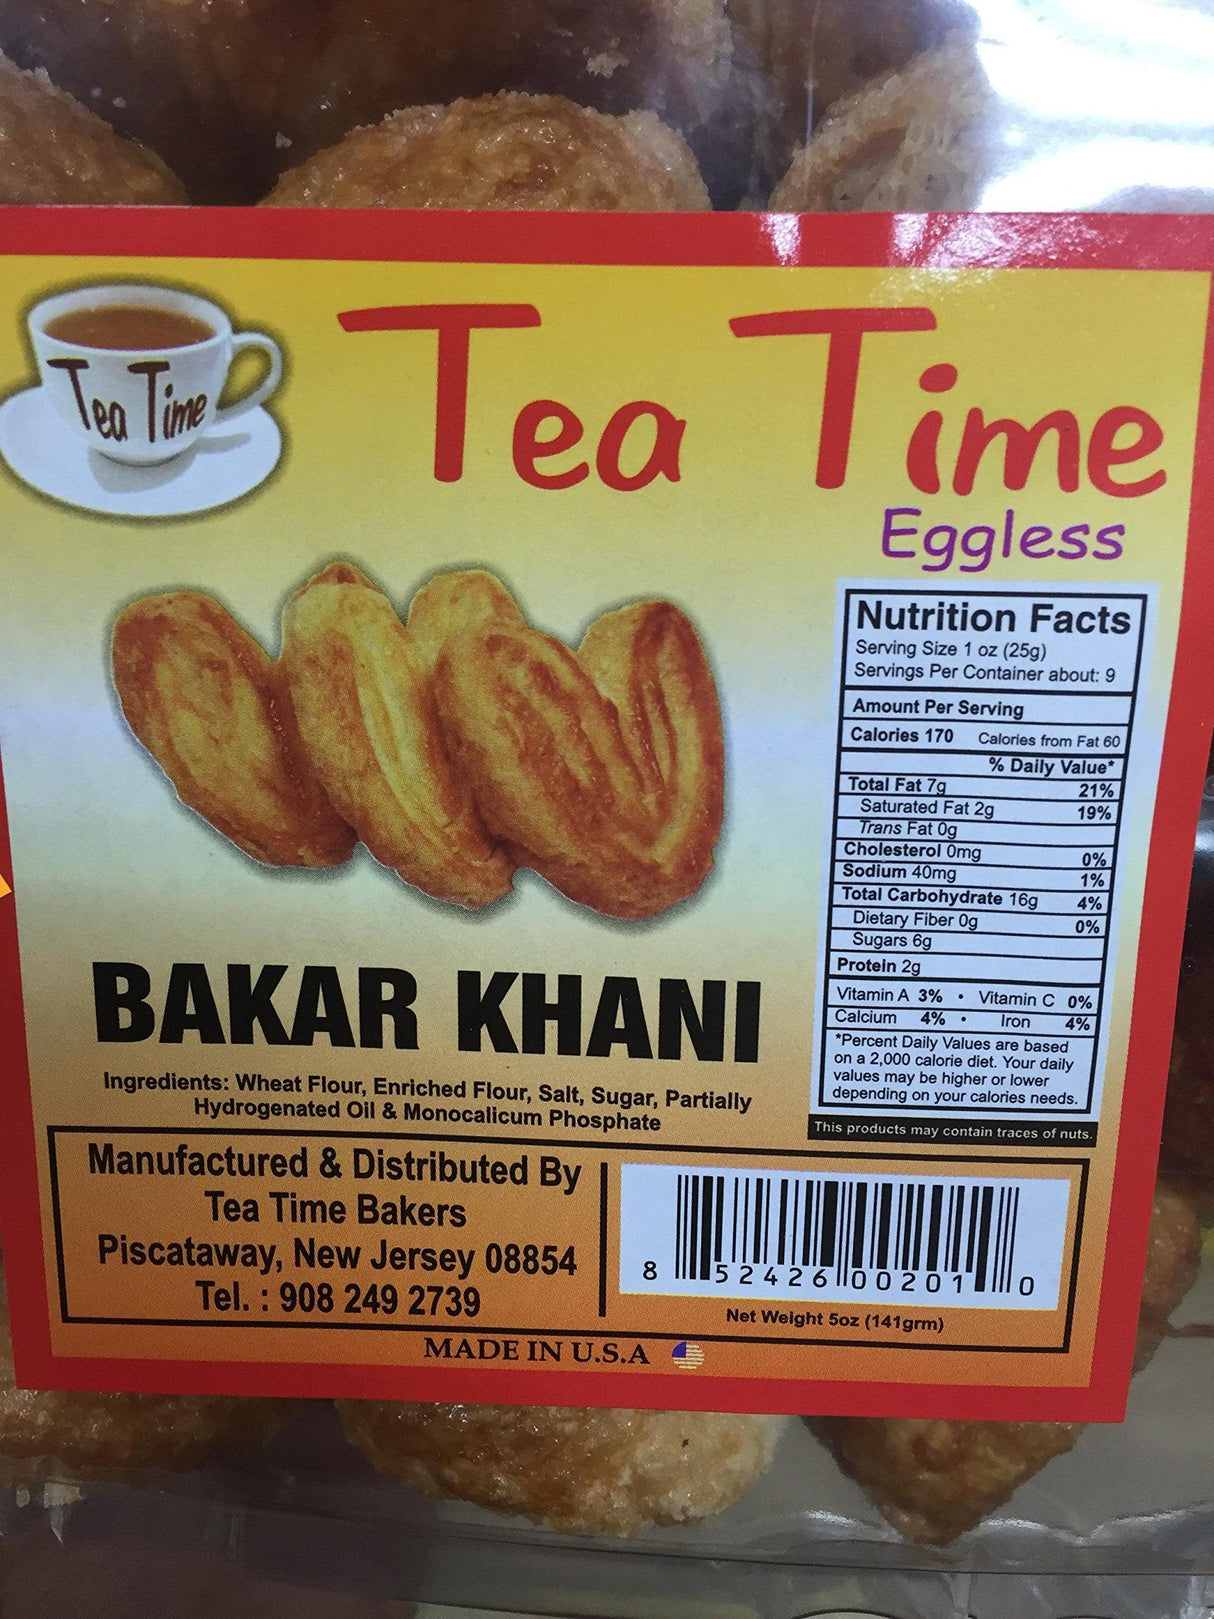 Tea Time
Tea Time
Eggless
Nutrition Facts
Serving Size 1 oz (25g)
Servings Per Container about: 9
Amount Per Serving
Calories 170 Calories from Fat 60
% Daily Value*
Total Fat 7g 21%
Saturated Fat 2g 19%
Trans Fat 0g
Cholesterol 0mg 0%
Sodium 40mg 1%
Total Carbohydrate 16g 4%
Dietary Fiber 0g 0%
Sugars 6g
Protein 2g
Vitamin A 3% • Vitamin C 0%
Calcium 4% • Iron 4%
*Percent Daily Values are based
on a 2,000 calorie diet. Your daily
values may be higher or lower
depending on your calories needs.
This products may contain traces of nuts.
BAKAR KHANI
Ingredients: Wheat Flour, Enriched Flour, Salt, Sugar, Partially
Hydrogenated Oil & Monocalicum Phosphate
Manufactured & Distributed By
Tea Time Bakers
Piscataway, New Jersey 08854
Tel. : 908 249 2739
8 52426 00201 0
Net Weight 5oz (141grm)
MADE IN U.S.A